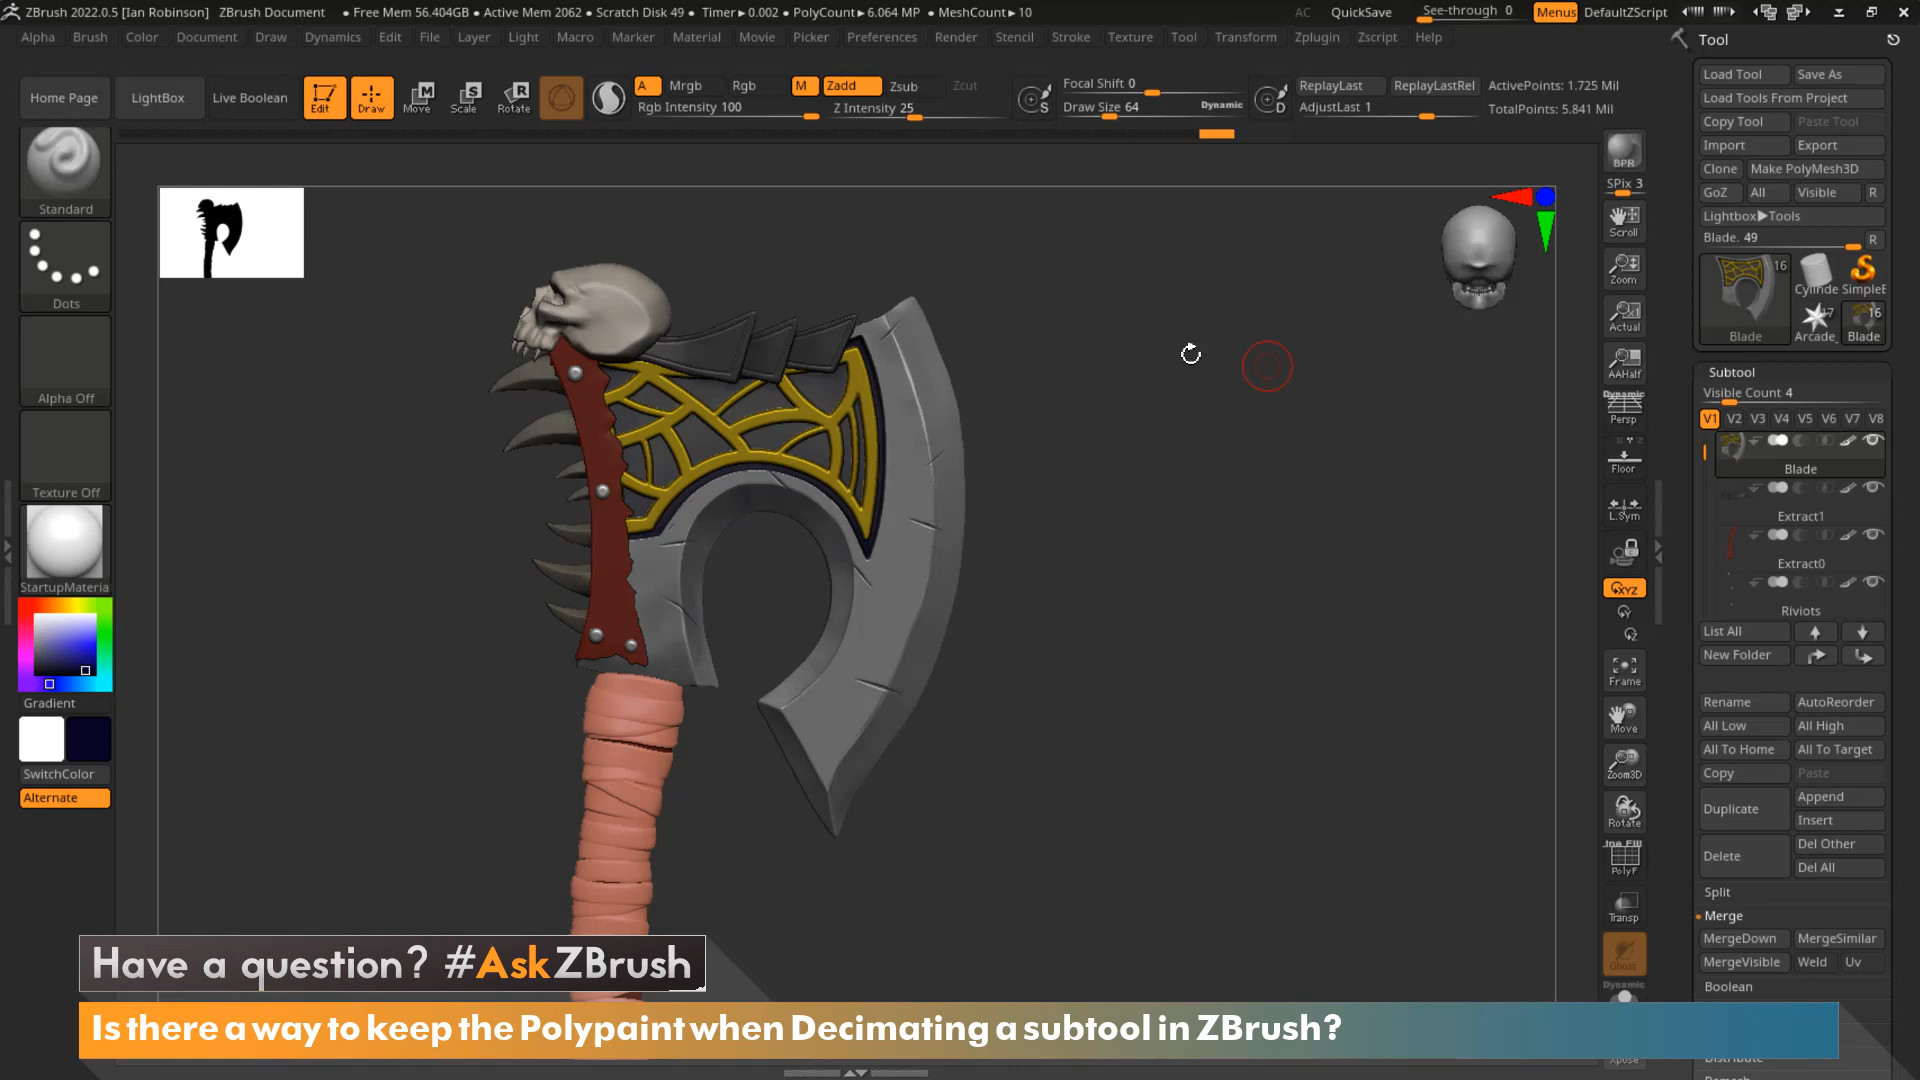 ZBrush 2022.0.5 [Ian Robinson] ZBrush Document • Free Mem 56.404GB • Active Mem 2062 • Scratch Disk 49 • Timer▸0.002 • PolyCount▸6.064 MP • MeshCount▸10 AC QuickSave See-through 0 Menus DefaultZScript
Alpha Brush Color Document Draw Dynamics Edit File Layer Light Macro Marker Material Movie Picker Preferences Render Stencil Stroke Texture Tool Transform Zplugin Zscript Help
Tool
Home Page LightBox Live Boolean Edit Draw Move Scale Rotate
A Mrgb Rgb M Zadd Zsub Zcut
Rgb Intensity 100 Z Intensity 25
Focal Shift 0
Draw Size 64 Dynamic
ReplayLast ReplayLastRel ActivePoints: 1.725 Mil
AdjustLast 1 TotalPoints: 5.841 Mil
Standard
Dots
Alpha Off
Texture Off
StartupMateria
Gradient
SwitchColor
Alternate
BPR
SPix 3
Scroll
Zoom
Actual
AAHalf
Dynamic
Persp
Floor
L.Sym
XYZ
Y
Z
Frame
Move
Zoom3D
Rotate
PolyF
Transp
Ghost
Dynamic
Xpose
Load Tool Save As
Load Tools From Project
Copy Tool Paste Tool
Import Export
Clone Make PolyMesh3D
GoZ All Visible R
Lightbox▸Tools
Blade. 49 R
16
Cylinde SimpleE
17 16
Blade Arcade_ Blade
Subtool
Visible Count 4
V1 V2 V3 V4 V5 V6 V7 V8
Blade
Extract1
Extract0
Riviots
List All
New Folder
Rename AutoReorder
All Low All High
All To Home All To Target
Copy Paste
Duplicate Append
Insert
Delete Del Other
Del All
Split
Merge
MergeDown MergeSimilar
MergeVisible Weld Uv
Boolean
Have a question? #AskZBrush
Is there a way to keep the Polypaint when Decimating a subtool in ZBrush?